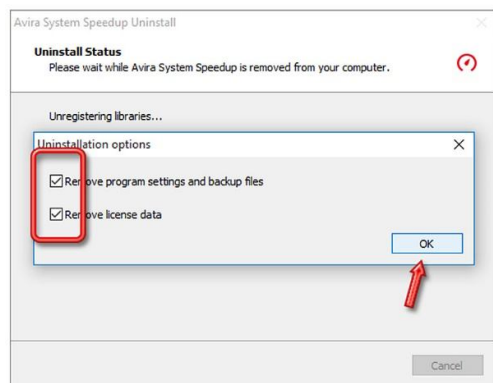 Avira System Speedup Uninstall
Uninstall Status
Please wait while Avira System Speedup is removed from your computer.
Unregistering libraries...
Uninstallation options
Remove program settings and backup files
Remove license data
OK
Cancel